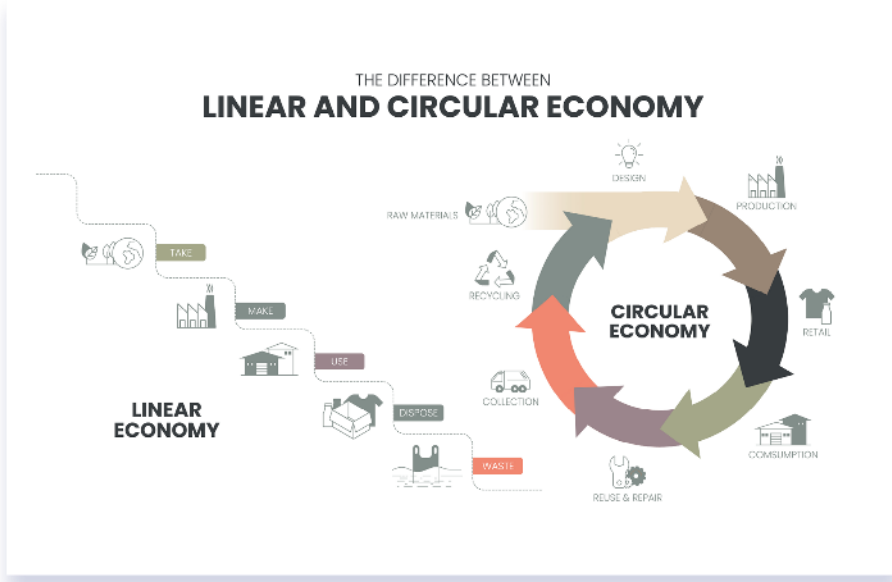 THE DIFFERENCE BETWEEN
LINEAR AND CIRCULAR ECONOMY
TAKE
MAKE
USE
DISPOSE
WASTE
LINEAR
ECONOMY
RAW MATERIALS
DESIGN
PRODUCTION
RETAIL
COMSUMPTION
REUSE & REPAIR
COLLECTION
RECYCLING
CIRCULAR
ECONOMY